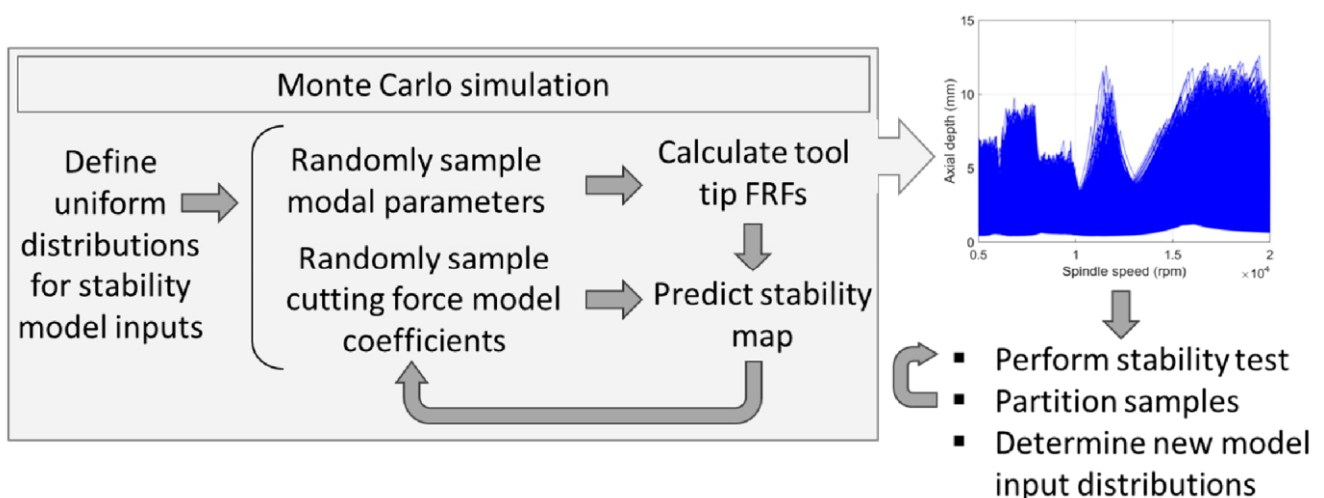 Monte Carlo simulation
Define
uniform
distributions
for stability
model inputs
Randomly sample
modal parameters
Randomly sample
cutting force model
coefficients
Calculate tool
tip FRFs
Predict stability
map
15
10
5
0
Axial depth (mm)
0.5
1
1.5
2
Spindle speed (rpm)
×10⁴
▪ Perform stability test
▪ Partition samples
▪ Determine new model
input distributions